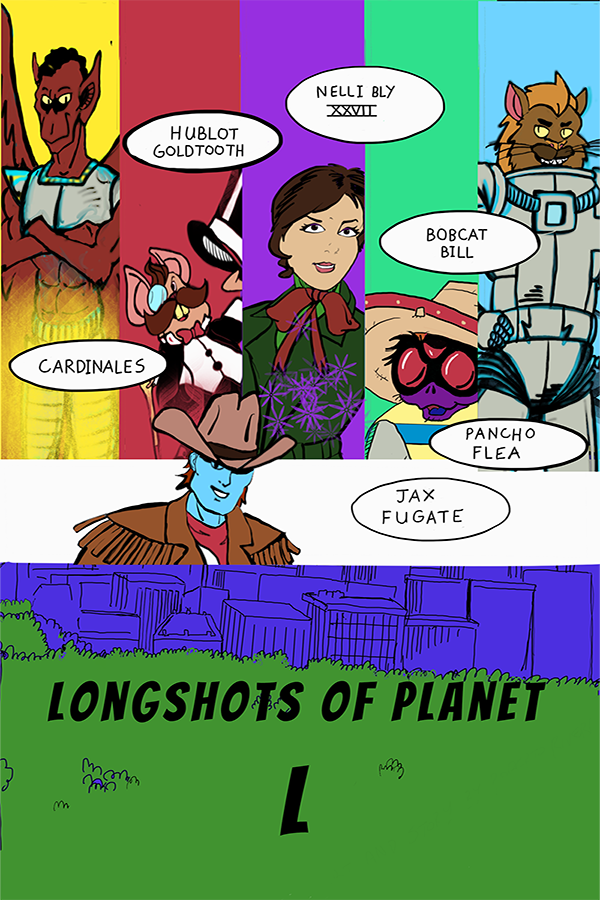 NELLI BLY
XXVII
HUBLOT
GOLDTOOTH
BOBCAT
BILL
CARDINALES
PANCHO
FLEA
JAX
FUGATE
LONGSHOTS OF PLANET
L